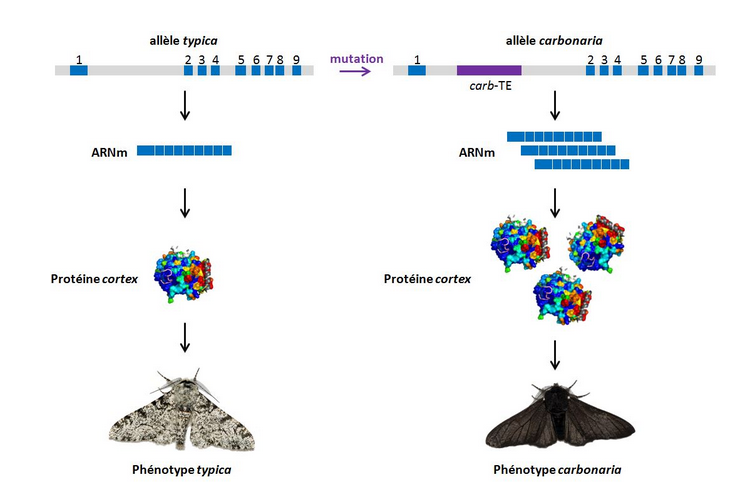 allèle typica
allèle carbonaria
mutation
1 2 3 4 5 6 7 8 9
1 2 3 4 5 6 7 8 9
carb-TE
ARNm
ARNm
Protéine cortex
Protéine cortex
Phénotype typica
Phénotype carbonaria